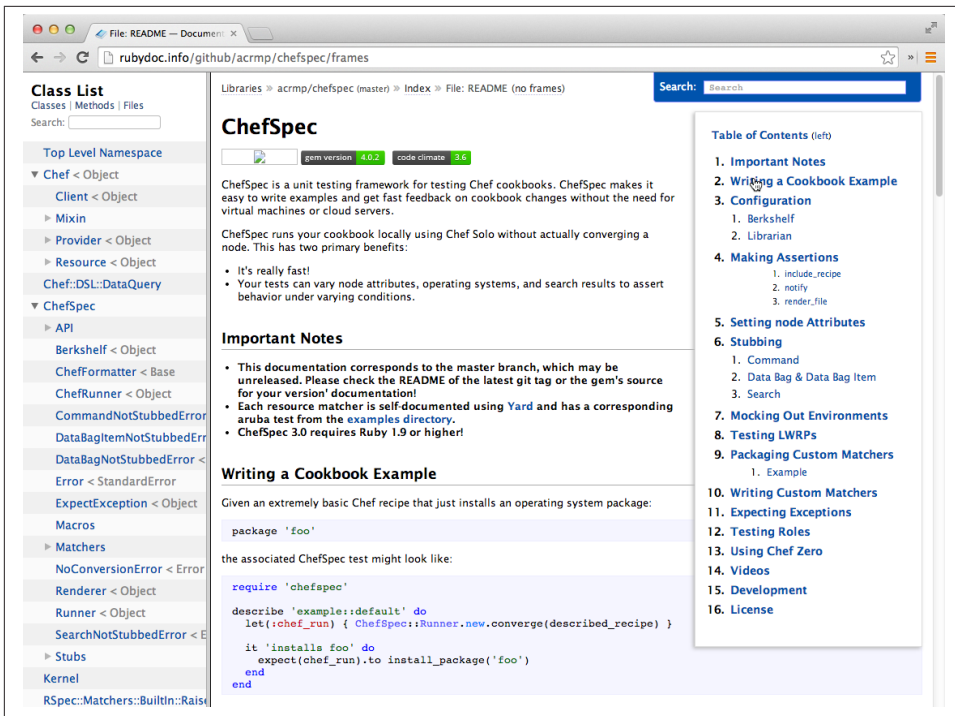 File: README — Documen
rubydoc.info/github/acrmp/chefspec/frames
Class List
Classes | Methods | Files
Search:
Top Level Namespace
Chef < Object
Client < Object
Mixin
Provider < Object
Resource < Object
Chef::DSL::DataQuery
ChefSpec
API
Berkshelf < Object
ChefFormatter < Base
ChefRunner < Object
CommandNotStubbedError
DataBagItemNotStubbedErr
DataBagNotStubbedError <
Error < StandardError
ExpectException < Object
Macros
Matchers
NoConversionError < Error
Renderer < Object
Runner < Object
SearchNotStubbedError < E
Stubs
Kernel
RSpec::Matchers::BuiltIn::Raise
Libraries » acrmp/chefspec (master) » Index » File: README (no frames)
Search: Search
ChefSpec
gem version 4.0.2 code climate 3.6
ChefSpec is a unit testing framework for testing Chef cookbooks. ChefSpec makes it
easy to write examples and get fast feedback on cookbook changes without the need for
virtual machines or cloud servers.
ChefSpec runs your cookbook locally using Chef Solo without actually converging a
node. This has two primary benefits:
• It's really fast!
• Your tests can vary node attributes, operating systems, and search results to assert
behavior under varying conditions.
Important Notes
• This documentation corresponds to the master branch, which may be
unreleased. Please check the README of the latest git tag or the gem's source
for your version' documentation!
• Each resource matcher is self-documented using Yard and has a corresponding
aruba test from the examples directory.
• ChefSpec 3.0 requires Ruby 1.9 or higher!
Writing a Cookbook Example
Given an extremely basic Chef recipe that just installs an operating system package:
package 'foo'
the associated ChefSpec test might look like:
require 'chefspec'
describe 'example::default' do
let(:chef_run) { ChefSpec::Runner.new.converge(described_recipe) }
it 'installs foo' do
expect(chef_run).to install_package('foo')
end
end
Table of Contents (left)
1. Important Notes
2. Writing a Cookbook Example
3. Configuration
1. Berkshelf
2. Librarian
4. Making Assertions
1. include_recipe
2. notify
3. render_file
5. Setting node Attributes
6. Stubbing
1. Command
2. Data Bag & Data Bag Item
3. Search
7. Mocking Out Environments
8. Testing LWRPs
9. Packaging Custom Matchers
1. Example
10. Writing Custom Matchers
11. Expecting Exceptions
12. Testing Roles
13. Using Chef Zero
14. Videos
15. Development
16. License